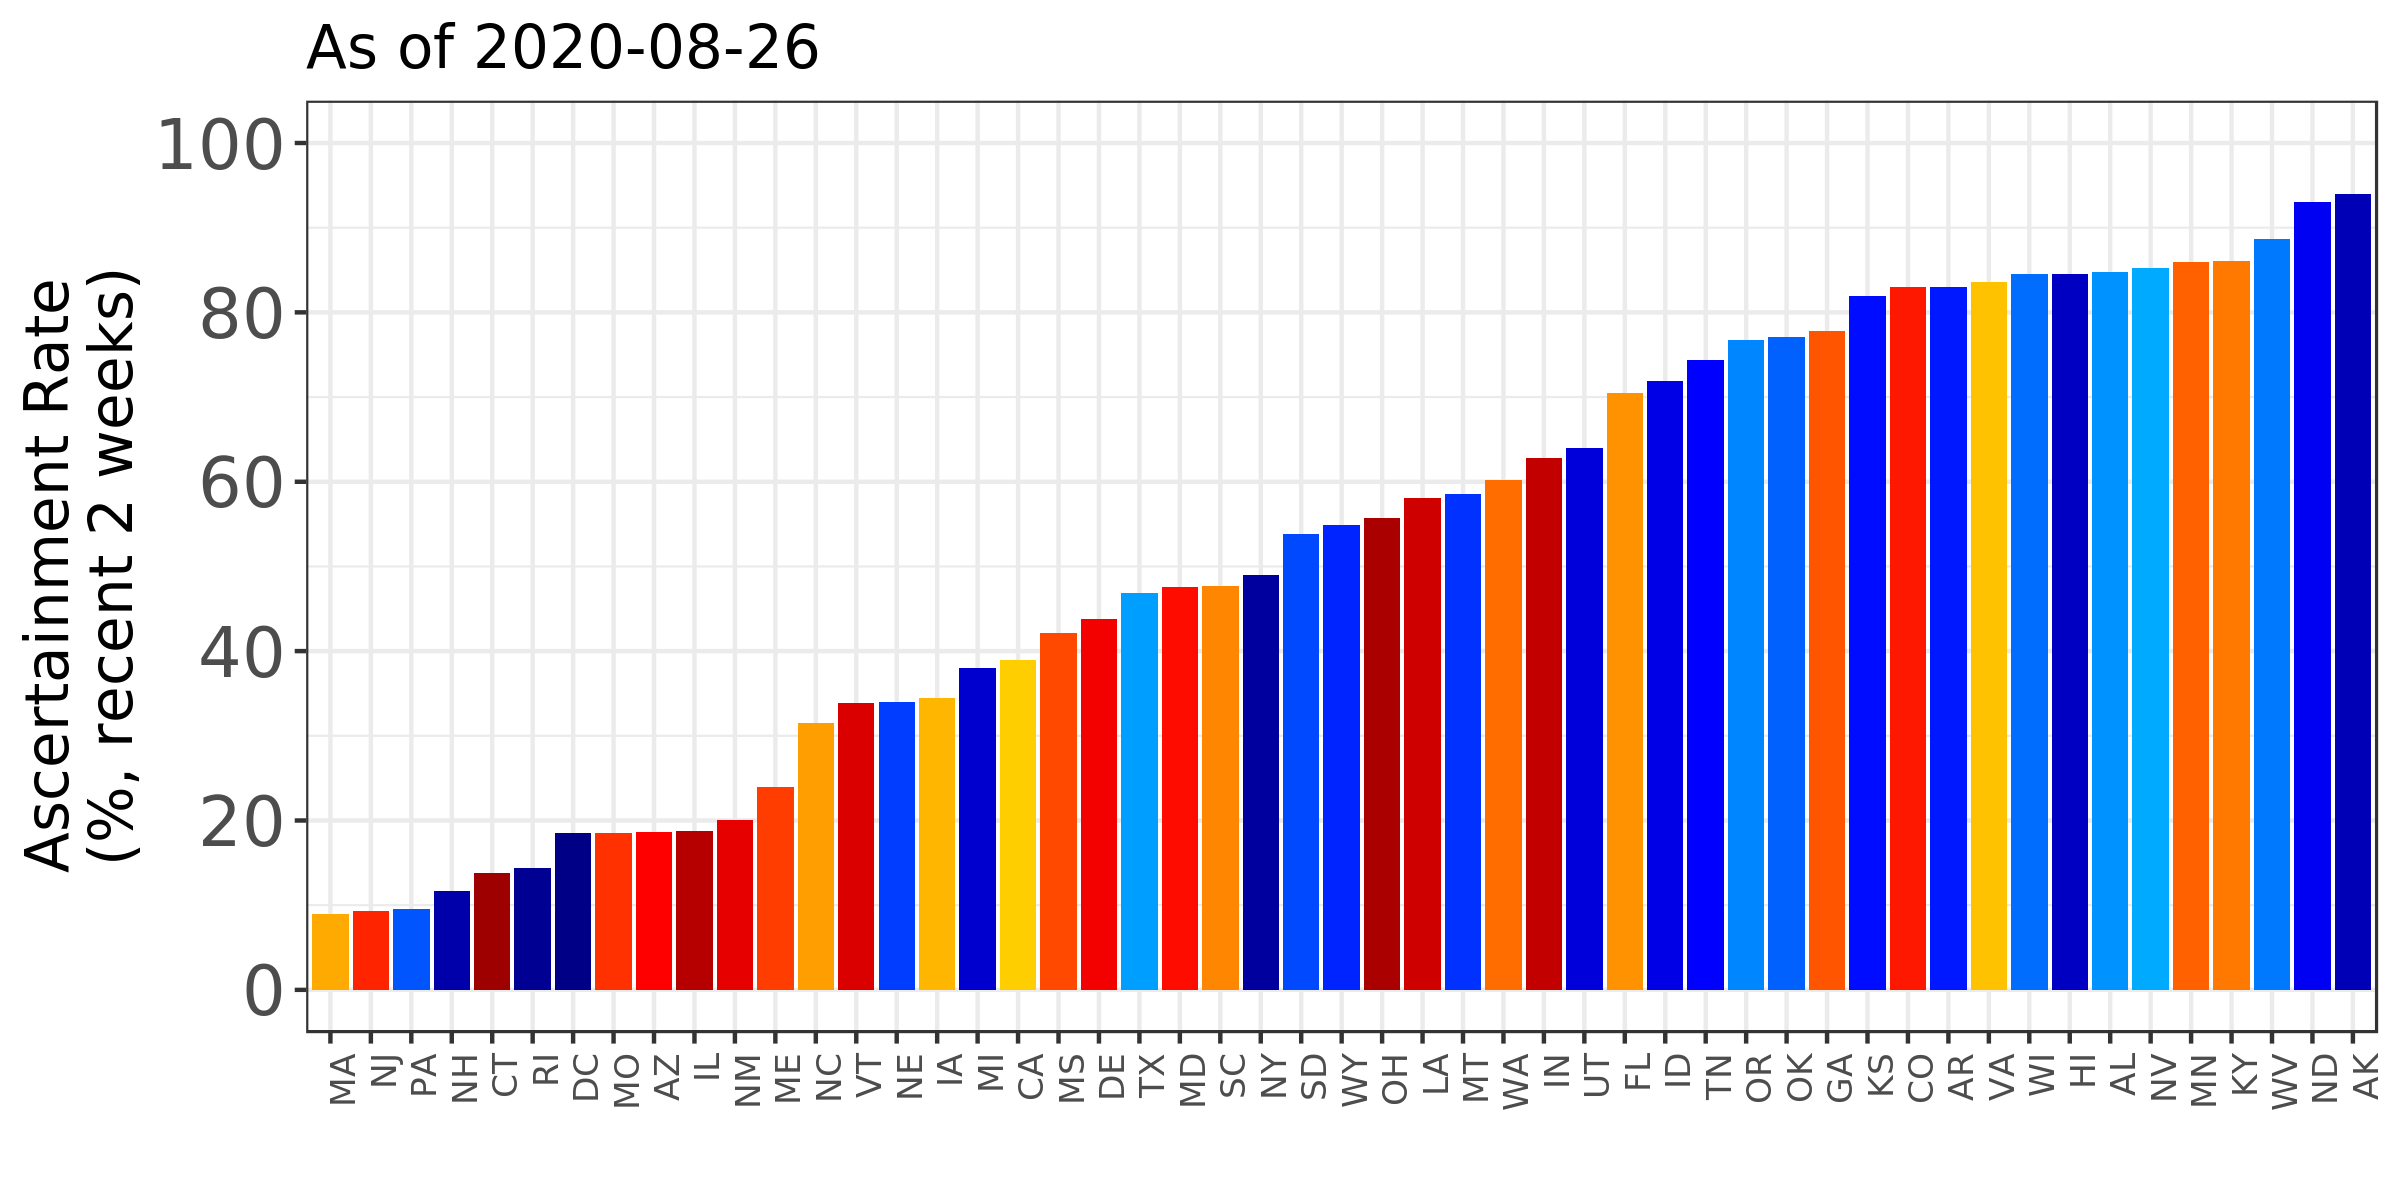 As of 2020-08-26
Ascertainment Rate
(%, recent 2 weeks)
100
80
60
40
20
0
MA NJ PA NH CT RI DC MO AZ IL NM ME NC VT NE IA MI CA MS DE TX MD SC NY SD WY OH LA MT WA IN UT FL ID TN OR OK GA KS CO AR VA WI HI AL NV MN KY WV ND AK